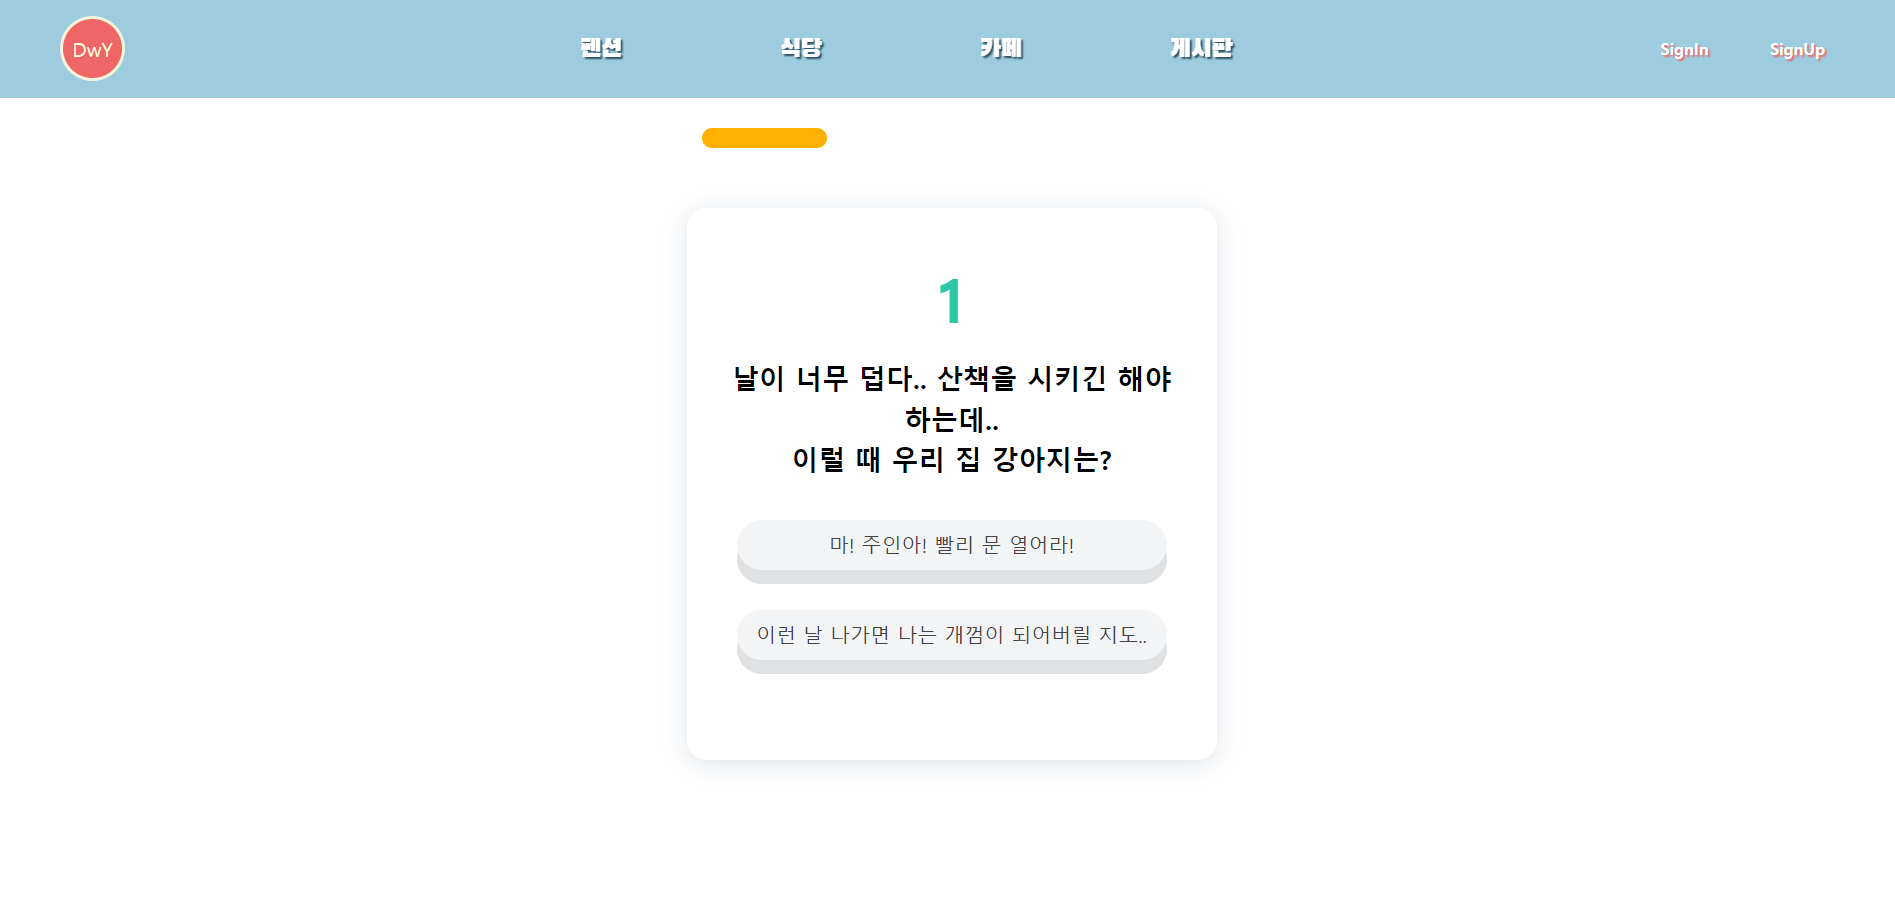 DwY
펜션
식당
카페
게시판
SignIn
SignUp
1
날이 너무 덥다.. 산책을 시키긴 해야
하는데..
이럴 때 우리 집 강아지는?
마! 주인아! 빨리 문 열어라!
이런 날 나가면 나는 개껌이 되어버릴 지도..